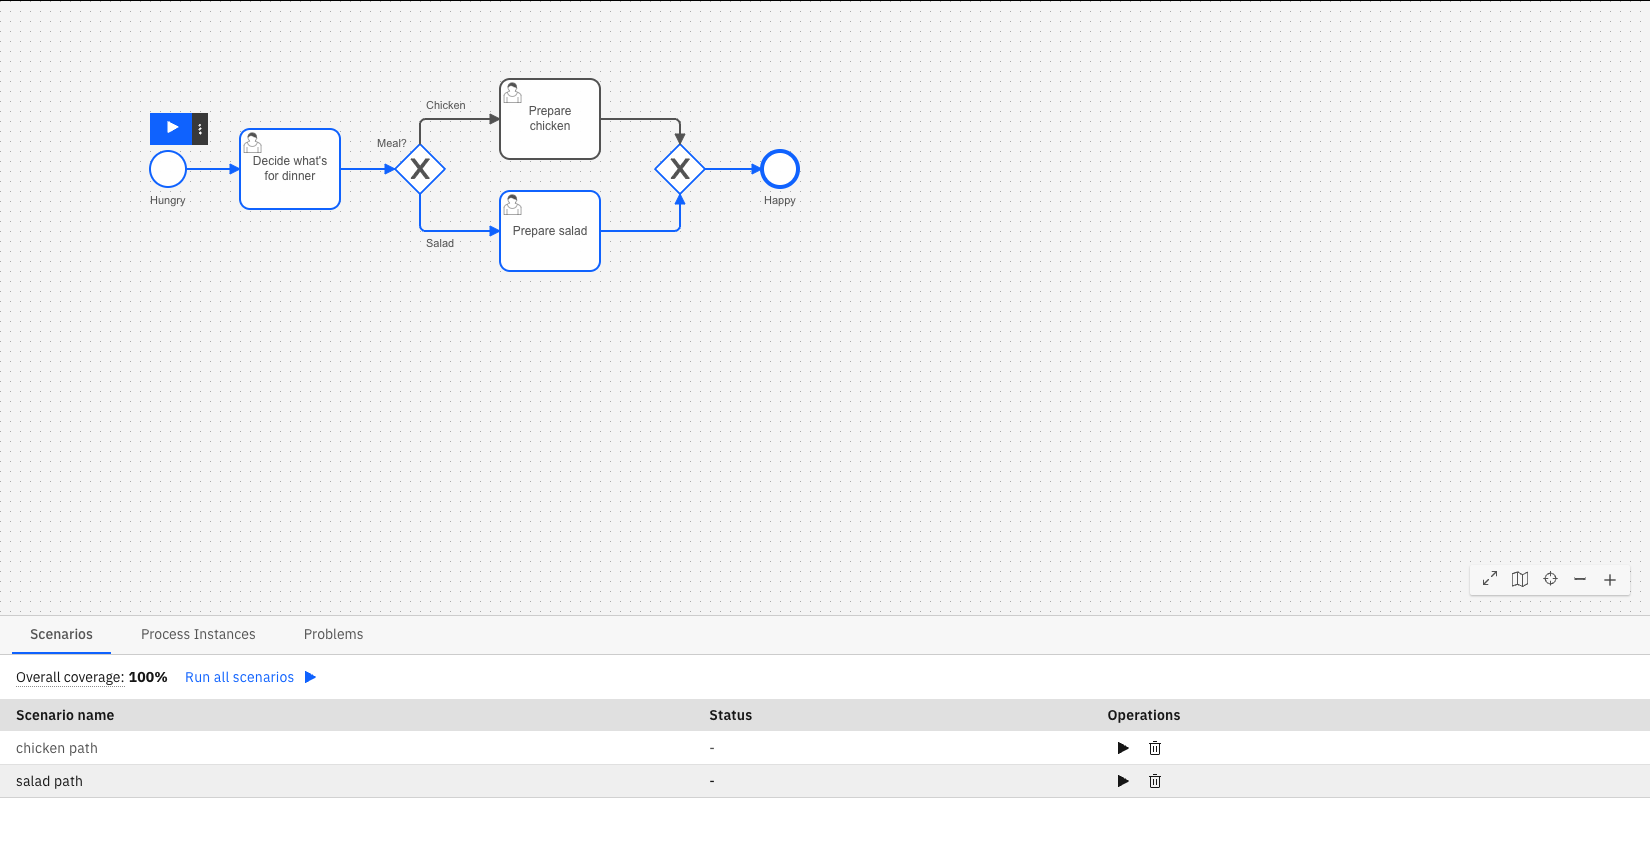 Chicken
Prepare
chicken
Meal?
Decide what's
for dinner
Hungry
Happy
Prepare salad
Salad
Scenarios Process Instances Problems
Overall coverage: 100% Run all scenarios
Scenario name Status Operations
chicken path -
salad path -